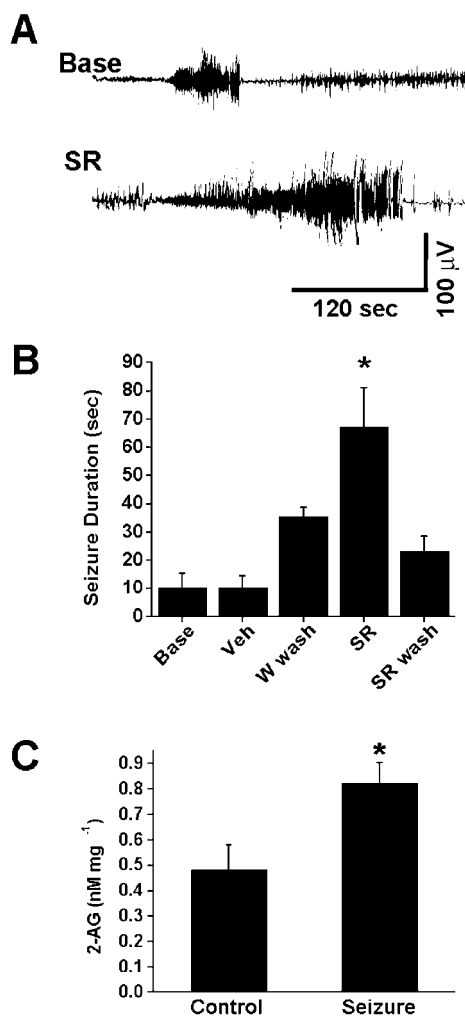 A
Base
SR
120 sec
100 μV
B
Seizure Duration (sec)
90
80
70
60
50
40
30
20
10
0
*
Base
Veh
W wash
SR
SR wash
C
2-AG (nM mg ⁻¹)
0.9
0.8
0.7
0.6
0.5
0.4
0.3
0.2
0.1
0.0
*
Control
Seizure